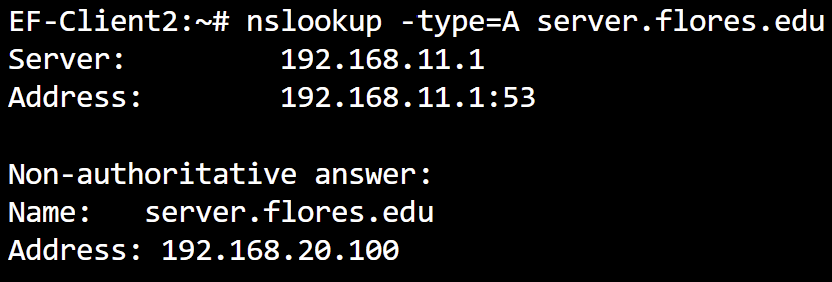 EF-Client2:~# nslookup -type=A server.flores.edu
Server:         192.168.11.1
Address:        192.168.11.1:53

Non-authoritative answer:
Name:   server.flores.edu
Address: 192.168.20.100